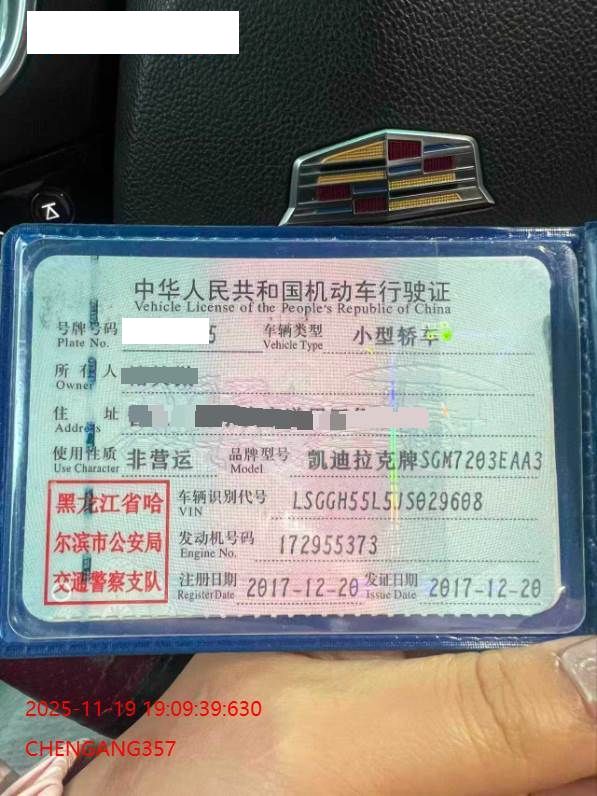 中华人民共和国机动车行驶证
Vehicle License of the People's Republic of China
号牌号码 5 车辆类型 小型轿车
Plate No. Vehicle Type
所有人
Owner
住址
Address
使用性质 非营运 品牌型号 凯迪拉克牌SGM7203EAA3
Use Character Model
黑龙江省哈
尔滨市公安局
交通警察支队
车辆识别代号 LSGGH55L5JS029608
VIN
发动机号码 172955373
Engine No.
注册日期 2017-12-20 发证日期 2017-12-20
Register Date Issue Date
2025-11-19 19:09:39:630
CHENGANG357